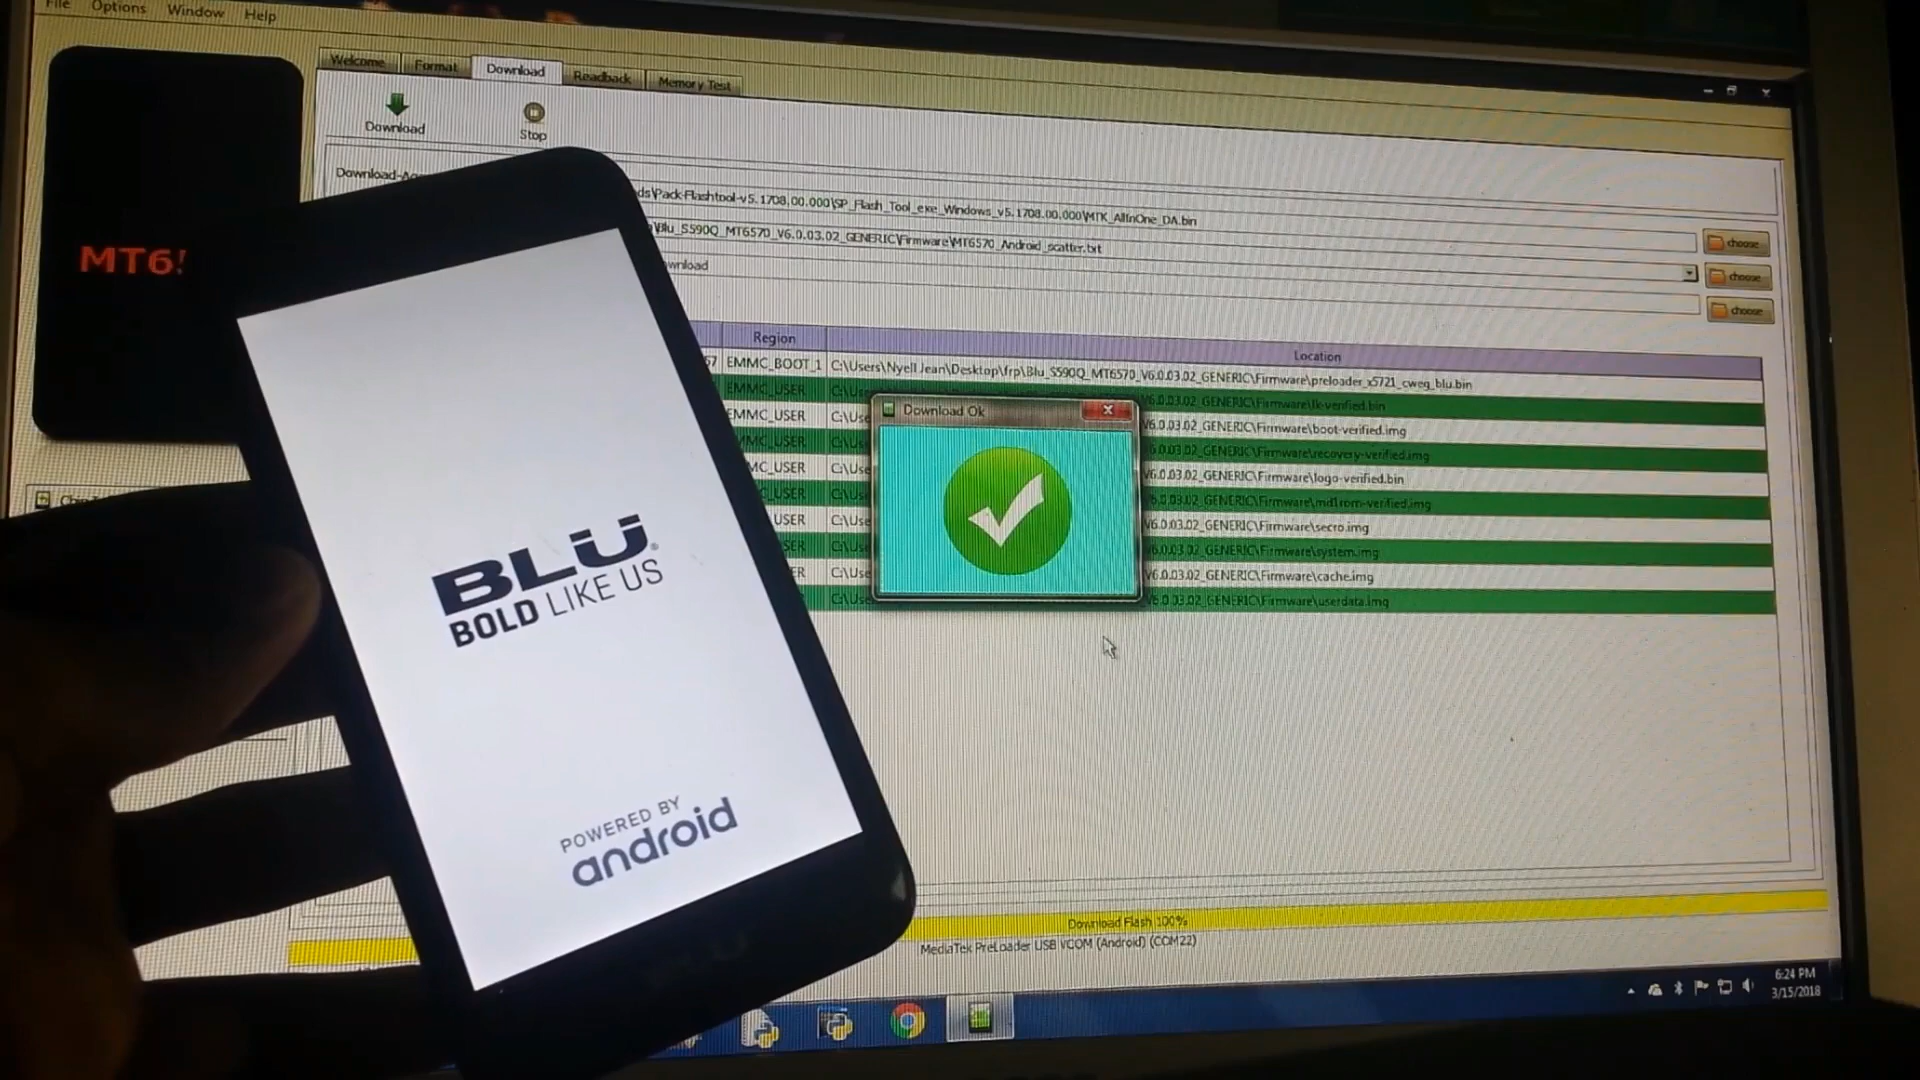 File Options Window Help
Welcome Format Download Readback Memory Test
Download Stop
MT6!
\Pack-Flashtool-v5.1708,00.000\SP_Flash_Tool_exe_Windows_v5.1708.00.000\MTK_AllInOne_DA.bin
Blu_S590Q_MT6570_V6.0.03.02_GENERIC\Firmware\MT6570_Android_scatter.txt
choose
choose
choose
Region Location
EMMC_BOOT_1 C:\Users\Nyell Jean\Desktop\frp\Blu_S590Q_MT6570_V6.0.03.02_GENERIC\Firmware\preloader_x5721_cweg_blu.bin
EMMC_USER V6.0.03.02_GENERIC\Firmware\lk-verified.bin
EMMC_USER V6.0.03.02_GENERIC\Firmware\boot-verified.img
V6.0.03.02_GENERIC\Firmware\recovery-verified.img
V6.0.03.02_GENERIC\Firmware\logo-verified.bin
V6.0.03.02_GENERIC\Firmware\md1rom-verified.img
USER V6.0.03.02_GENERIC\Firmware\secro.img
V6.0.03.02_GENERIC\Firmware\system.img
V6.0.03.02_GENERIC\Firmware\cache.img
V6.0.03.02_GENERIC\Firmware\userdata.img
Download Ok
BLU®
BOLD LIKE US
POWERED BY
android
Download Flash 100%
MediaTek PreLoader USB VCOM (Android) (COM22)
6:24 PM
3/15/2018